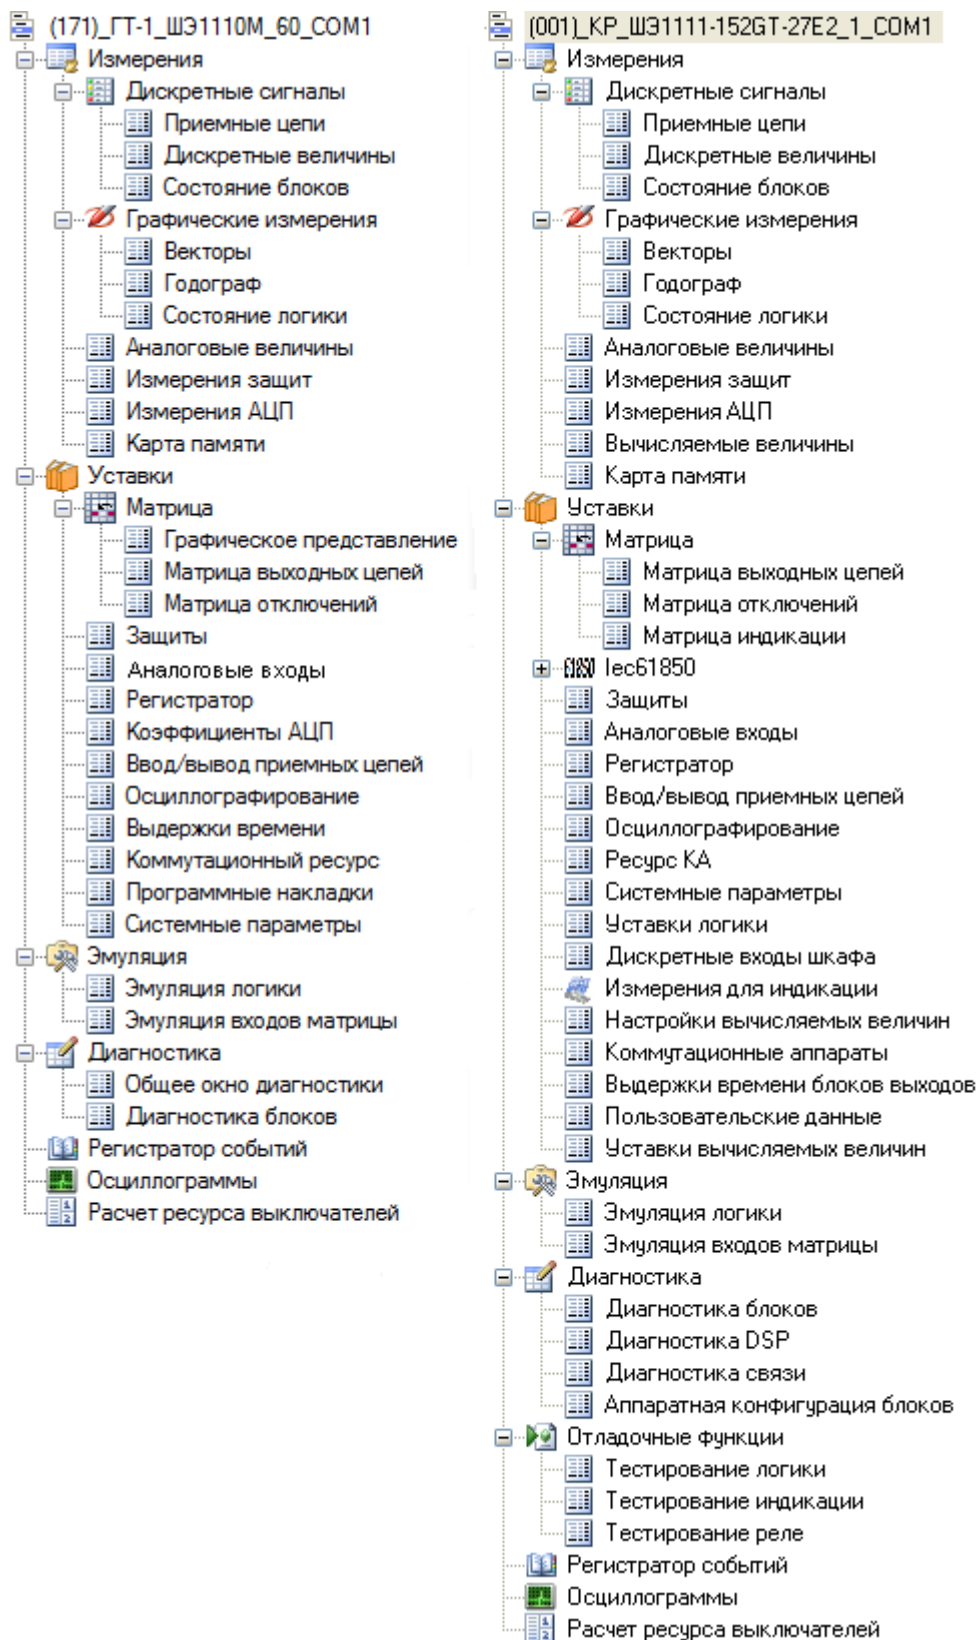 (171)_ГТ-1_ШЭ1110М_60_COM1
Измерения
Дискретные сигналы
Приемные цепи
Дискретные величины
Состояние блоков
Графические измерения
Векторы
Годограф
Состояние логики
Аналоговые величины
Измерения защит
Измерения АЦП
Карта памяти
Уставки
Матрица
Графическое представление
Матрица выходных цепей
Матрица отключений
Защиты
Аналоговые входы
Регистратор
Коэффициенты АЦП
Ввод/вывод приемных цепей
Осциллографирование
Выдержки времени
Коммутационный ресурс
Программные накладки
Системные параметры
Эмуляция
Эмуляция логики
Эмуляция входов матрицы
Диагностика
Общее окно диагностики
Диагностика блоков
Регистратор событий
Осциллограммы
Расчет ресурса выключателей
(001)_КР_ШЭ1111-152GT-27E2_1_COM1
Измерения
Дискретные сигналы
Приемные цепи
Дискретные величины
Состояние блоков
Графические измерения
Векторы
Годограф
Состояние логики
Аналоговые величины
Измерения защит
Измерения АЦП
Вычисляемые величины
Карта памяти
Уставки
Матрица
Матрица выходных цепей
Матрица отключений
Матрица индикации
61850 Iec61850
Защиты
Аналоговые входы
Регистратор
Ввод/вывод приемных цепей
Осциллографирование
Ресурс КА
Системные параметры
Уставки логики
Дискретные входы шкафа
Измерения для индикации
Настройки вычисляемых величин
Коммутационные аппараты
Выдержки времени блоков выходов
Пользовательские данные
Уставки вычисляемых величин
Эмуляция
Эмуляция логики
Эмуляция входов матрицы
Диагностика
Диагностика блоков
Диагностика DSP
Диагностика связи
Аппаратная конфигурация блоков
Отладочные функции
Тестирование логики
Тестирование индикации
Тестирование реле
Регистратор событий
Осциллограммы
Расчет ресурса выключателей